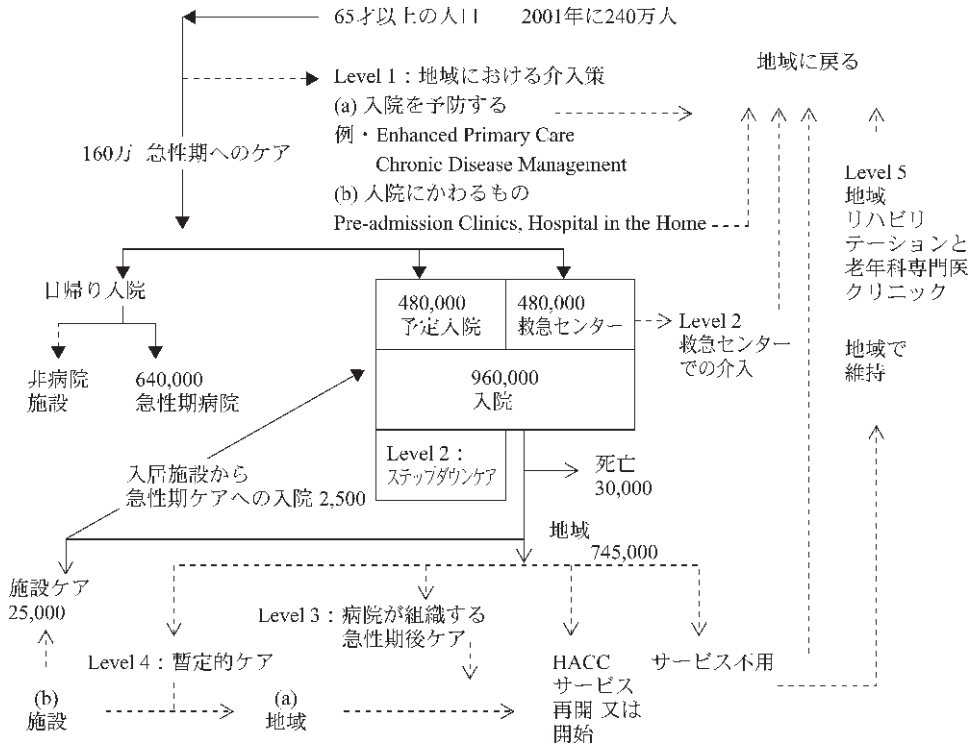 65才以上の人口 2001年に240万人
地域に戻る
Level 1：地域における介入策
(a) 入院を予防する
例・Enhanced Primary Care
Chronic Disease Management
(b) 入院にかわるもの
Pre-admission Clinics, Hospital in the Home
160万 急性期へのケア
Level 5
地域
リハビリ
テーションと
老年科専門医
クリニック
地域で
維持
日帰り入院
非病院
施設
640,000
急性期病院
480,000
予定入院
480,000
救急センター
960,000
入院
Level 2
救急センター
での介入
Level 2：
ステップダウンケア
入居施設から
急性期ケアへの入院 2,500
死亡
30,000
地域
745,000
施設ケア
25,000
Level 3：病院が組織する
急性期後ケア
Level 4：暫定的ケア
HACC
サービス
再開 又は
開始
サービス不用
(b)
施設
(a)
地域